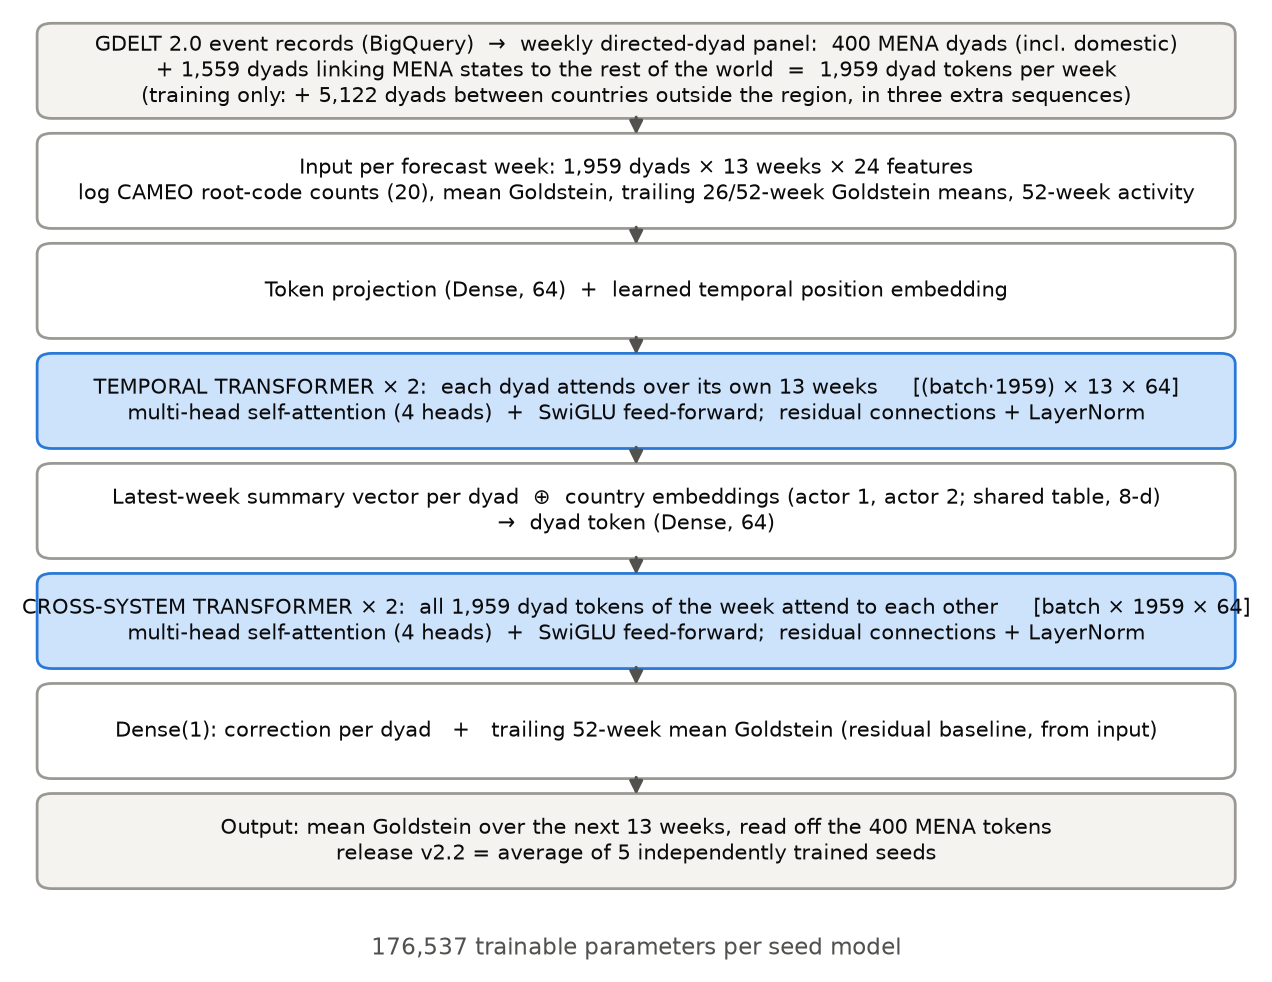 GDELT 2.0 event records (BigQuery) → weekly directed-dyad panel: 400 MENA dyads (incl. domestic)
+ 1,559 dyads linking MENA states to the rest of the world = 1,959 dyad tokens per week
(training only: + 5,122 dyads between countries outside the region, in three extra sequences)
Input per forecast week: 1,959 dyads × 13 weeks × 24 features
log CAMEO root-code counts (20), mean Goldstein, trailing 26/52-week Goldstein means, 52-week activity
Token projection (Dense, 64) + learned temporal position embedding
TEMPORAL TRANSFORMER × 2: each dyad attends over its own 13 weeks [(batch·1959) × 13 × 64]
multi-head self-attention (4 heads) + SwiGLU feed-forward; residual connections + LayerNorm
Latest-week summary vector per dyad ⊕ country embeddings (actor 1, actor 2; shared table, 8-d)
→ dyad token (Dense, 64)
CROSS-SYSTEM TRANSFORMER × 2: all 1,959 dyad tokens of the week attend to each other [batch × 1959 × 64]
multi-head self-attention (4 heads) + SwiGLU feed-forward; residual connections + LayerNorm
Dense(1): correction per dyad + trailing 52-week mean Goldstein (residual baseline, from input)
Output: mean Goldstein over the next 13 weeks, read off the 400 MENA tokens
release v2.2 = average of 5 independently trained seeds
176,537 trainable parameters per seed model